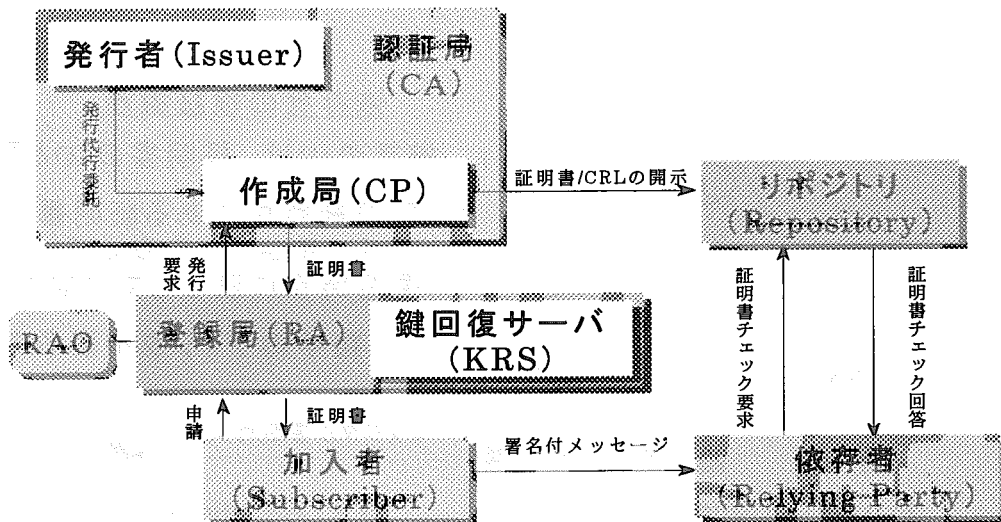 発行者(Issuer)
認証局
(CA)
発行代行委託
作成局(CP)
証明書/CRLの開示
リポジトリ
(Repository)
発行
要求
証明書
証明書チェック要求
証明書チェック回答
RAO
登録局(RA)
鍵回復サーバ
(KRS)
申請
証明書
加入者
(Subscriber)
署名付メッセージ
依存者
(Relying Party)